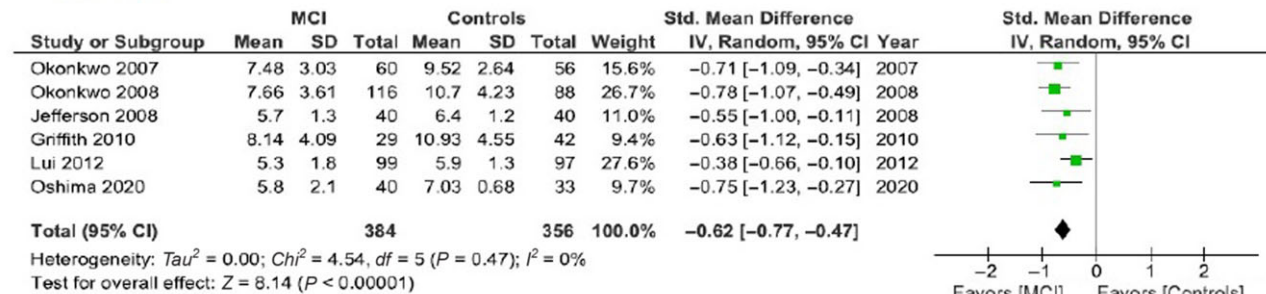 MCI Controls Std. Mean Difference Std. Mean Difference
Study or Subgroup Mean SD Total Mean SD Total Weight IV, Random, 95% CI Year IV, Random, 95% CI
Okonkwo 2007 7.48 3.03 60 9.52 2.64 56 15.6% −0.71 [−1.09, −0.34] 2007
Okonkwo 2008 7.66 3.61 116 10.7 4.23 88 26.7% −0.78 [−1.07, −0.49] 2008
Jefferson 2008 5.7 1.3 40 6.4 1.2 40 11.0% −0.55 [−1.00, −0.11] 2008
Griffith 2010 8.14 4.09 29 10.93 4.55 42 9.4% −0.63 [−1.12, −0.15] 2010
Lui 2012 5.3 1.8 99 5.9 1.3 97 27.6% −0.38 [−0.66, −0.10] 2012
Oshima 2020 5.8 2.1 40 7.03 0.68 33 9.7% −0.75 [−1.23, −0.27] 2020
Total (95% CI) 384 356 100.0% −0.62 [−0.77, −0.47]
Heterogeneity: Tau² = 0.00; Chi² = 4.54, df = 5 (P = 0.47); I² = 0%
Test for overall effect: Z = 8.14 (P < 0.00001)
−2 −1 0 1 2
Favors [MCI] Favors [Controls]